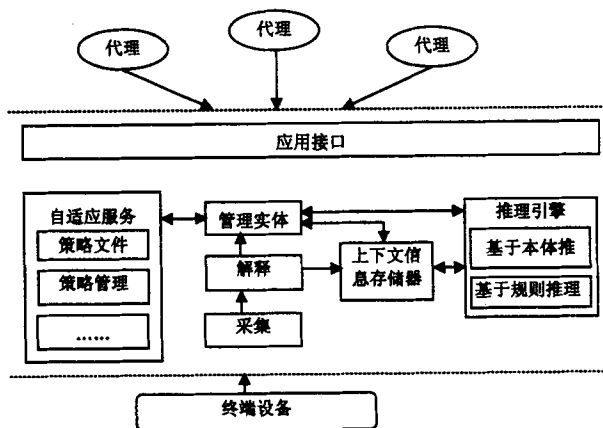 代理
代理
代理
应用接口
自适应服务
策略文件
策略管理
……
管理实体
解释
采集
上下文信
息存储器
推理引擎
基于本体推
基于规则推理
终端设备